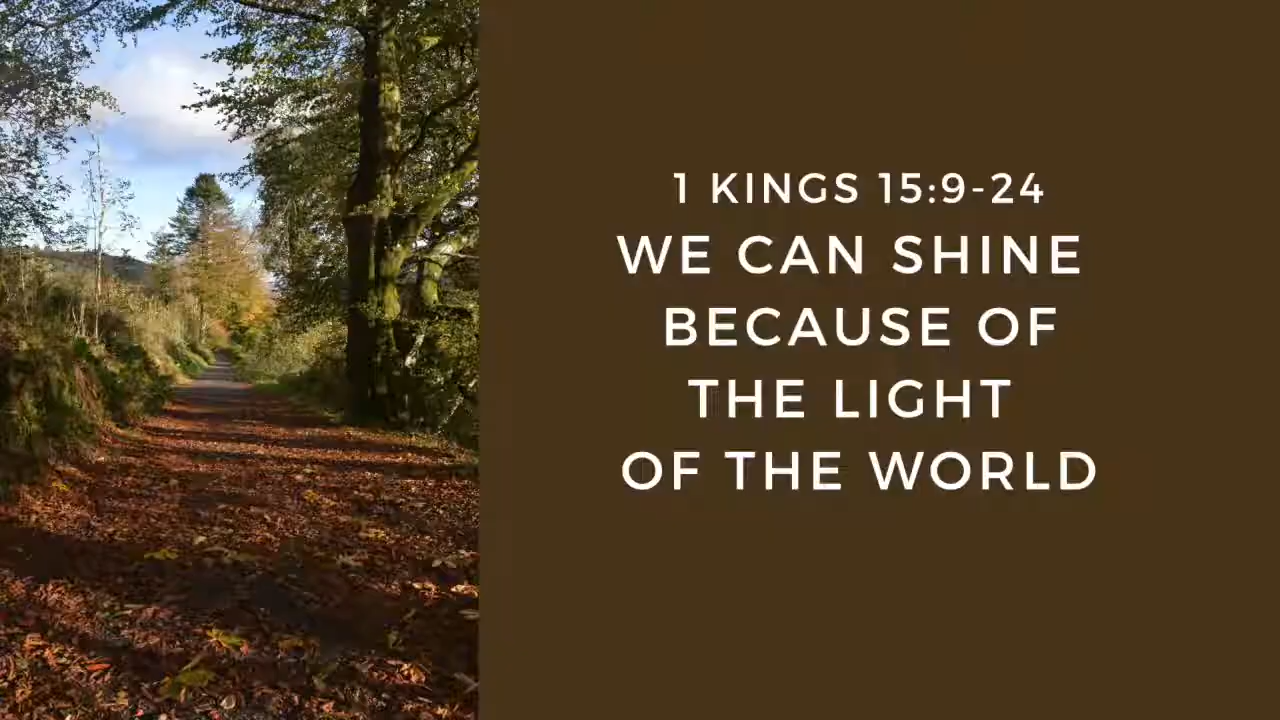 1 KINGS 15:9-24
WE CAN SHINE
BECAUSE OF
THE LIGHT
OF THE WORLD